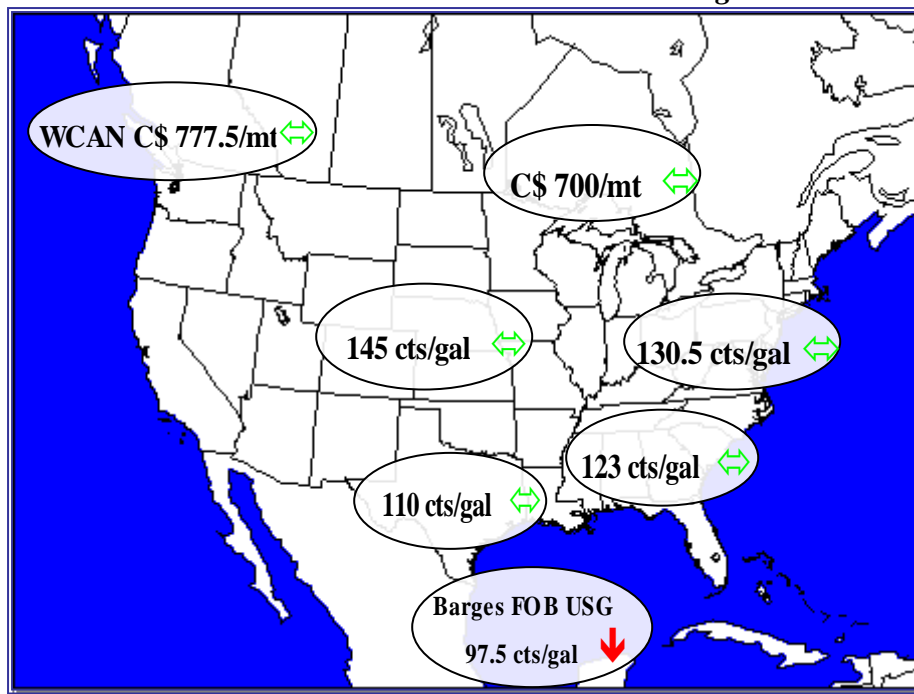 WCAN C$ 777.5/mt
C$ 700/mt
145 cts/gal
130.5 cts/gal
123 cts/gal
110 cts/gal
Barges FOB USG
97.5 cts/gal